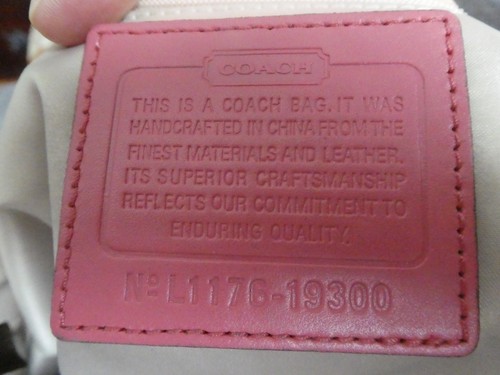 COACH
THIS IS A COACH BAG. IT WAS
HANDCRAFTED IN CHINA FROM THE
FINEST MATERIALS AND LEATHER.
ITS SUPERIOR CRAFTSMANSHIP
REFLECTS OUR COMMITMENT TO
ENDURING QUALITY.
Nº L1176-19300